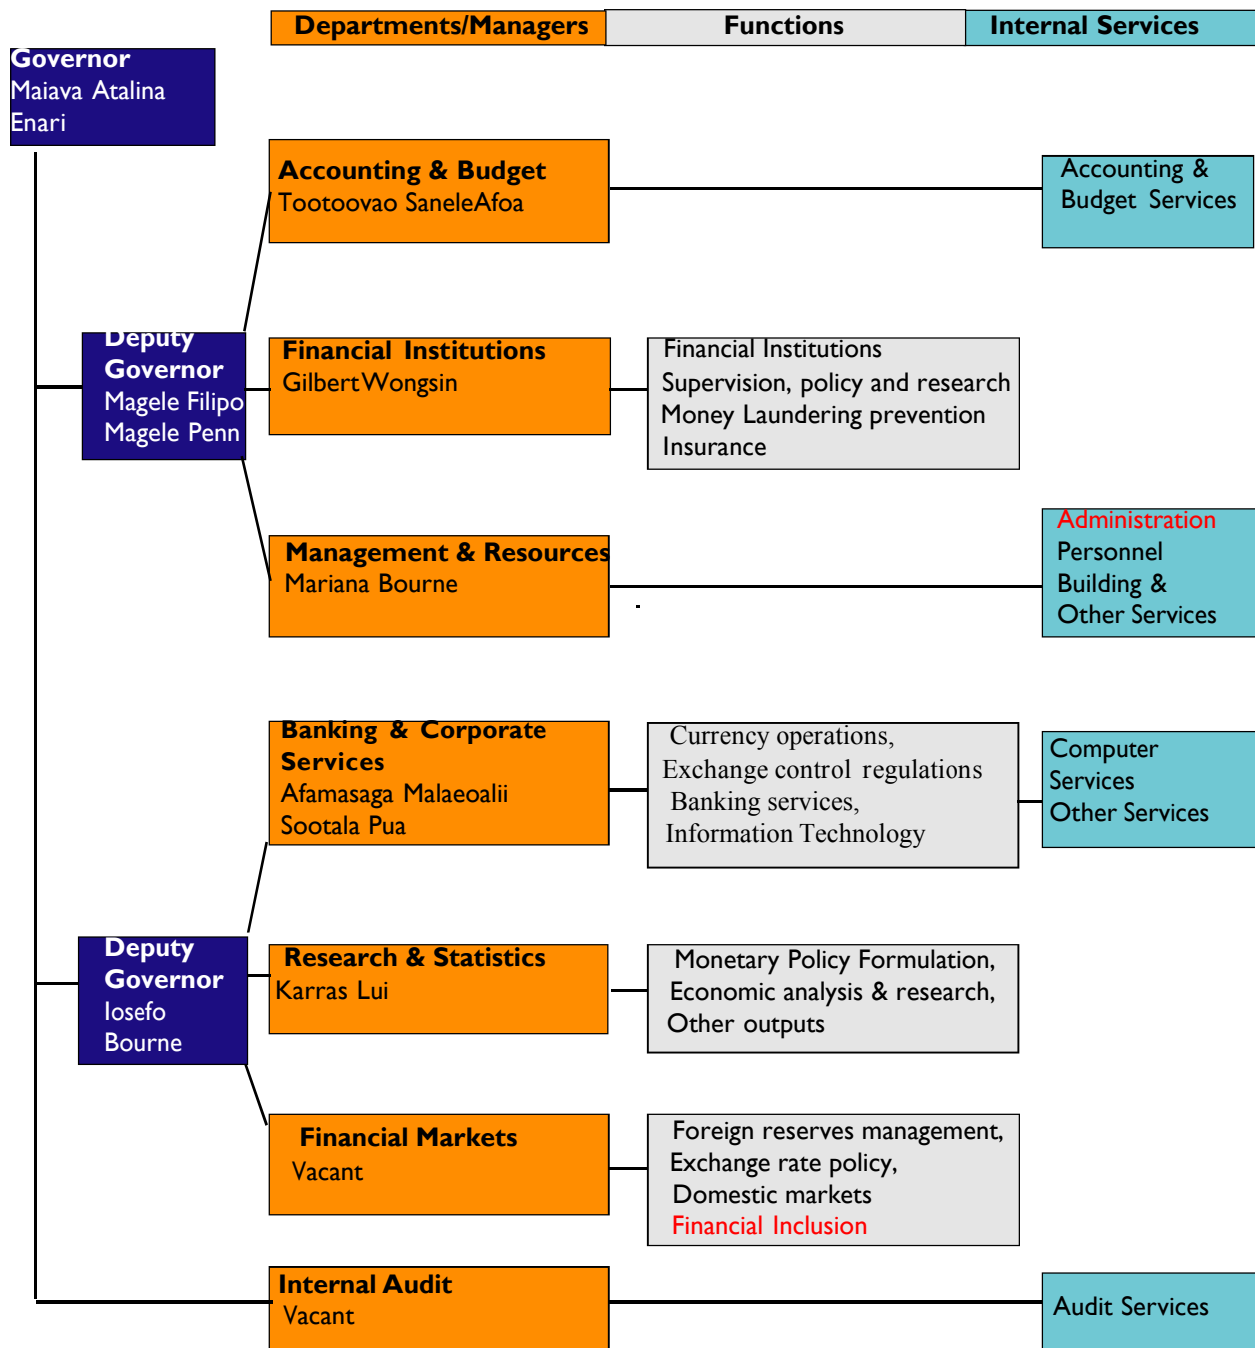 Departments/Managers Functions Internal Services
Governor
Maiava Atalina
Enari
Accounting & Budget
Tootoovao SaneleAfoa
Accounting &
Budget Services
Deputy
Governor
Magele Filipo
Magele Penn
Financial Institutions
GilbertWongsin
Financial Institutions
Supervision, policy and research
Money Laundering prevention
Insurance
Management & Resources
Mariana Bourne
Administration
Personnel
Building &
Other Services
Banking & Corporate
Services
Afamasaga Malaeoalii
Sootala Pua
Currency operations,
Exchange control regulations
Banking services,
Information Technology
Computer
Services
Other Services
Deputy
Governor
Iosefo
Bourne
Research & Statistics
Karras Lui
Monetary Policy Formulation,
Economic analysis & research,
Other outputs
Financial Markets
Vacant
Foreign reserves management,
Exchange rate policy,
Domestic markets
Financial Inclusion
Internal Audit
Vacant
Audit Services